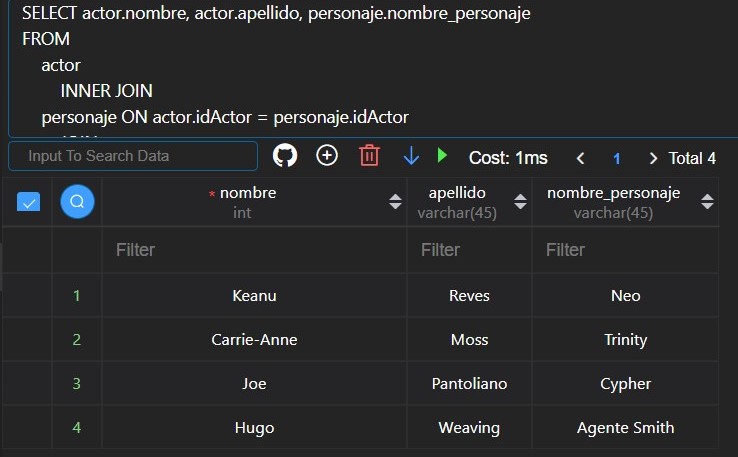 SELECT actor.nombre, actor.apellido, personaje.nombre_personaje
FROM
actor
INNER JOIN
personaje ON actor.idActor = personaje.idActor
Input To Search Data Cost: 1ms < 1 > Total 4
* nombre apellido nombre_personaje
int varchar(45) varchar(45)
Filter Filter Filter
1 Keanu Reves Neo
2 Carrie-Anne Moss Trinity
3 Joe Pantoliano Cypher
4 Hugo Weaving Agente Smith